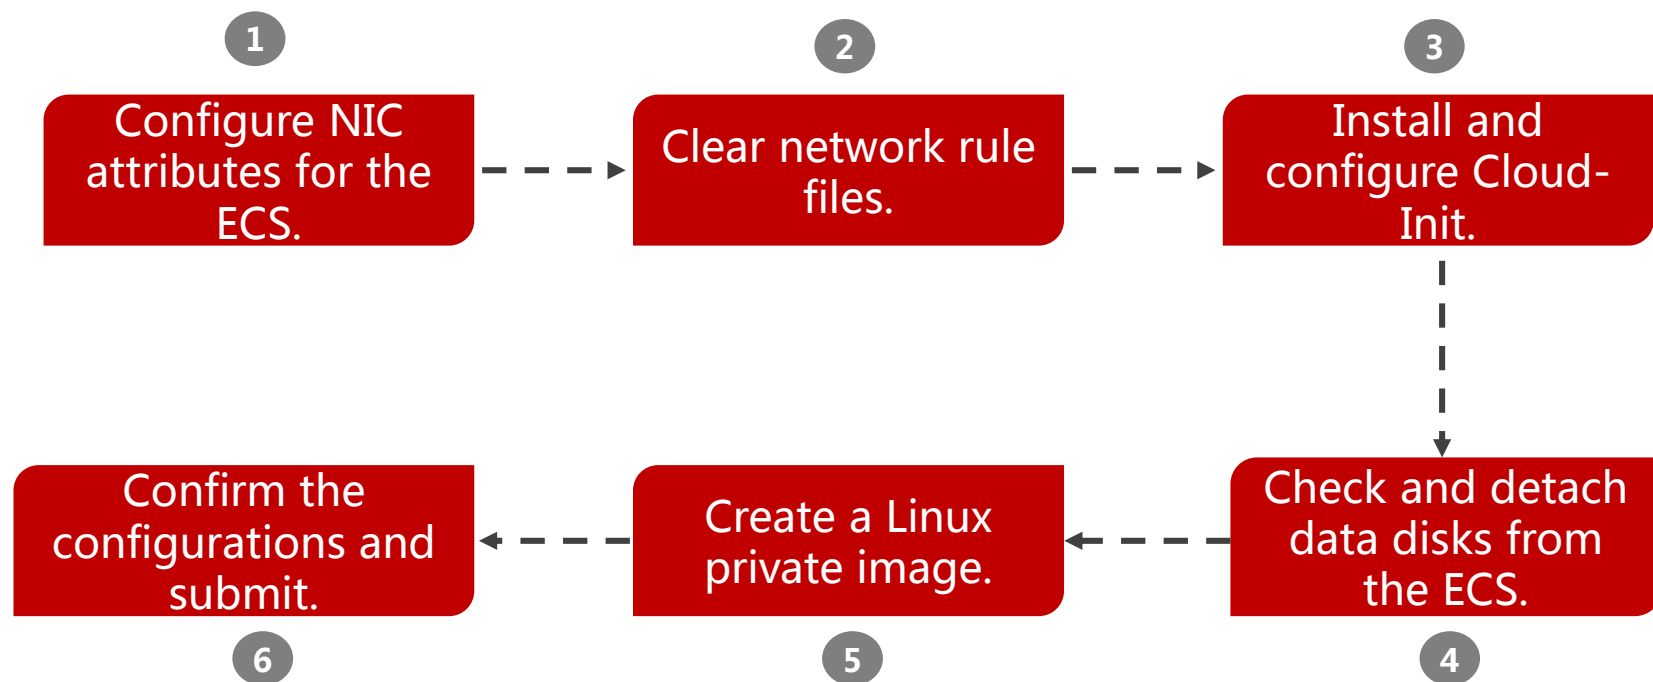 1
Configure NIC
attributes for the
ECS.
2
Clear network rule
files.
3
Install and
configure Cloud-
Init.
Check and detach
data disks from
the ECS.
4
Create a Linux
private image.
5
Confirm the
configurations and
submit.
6